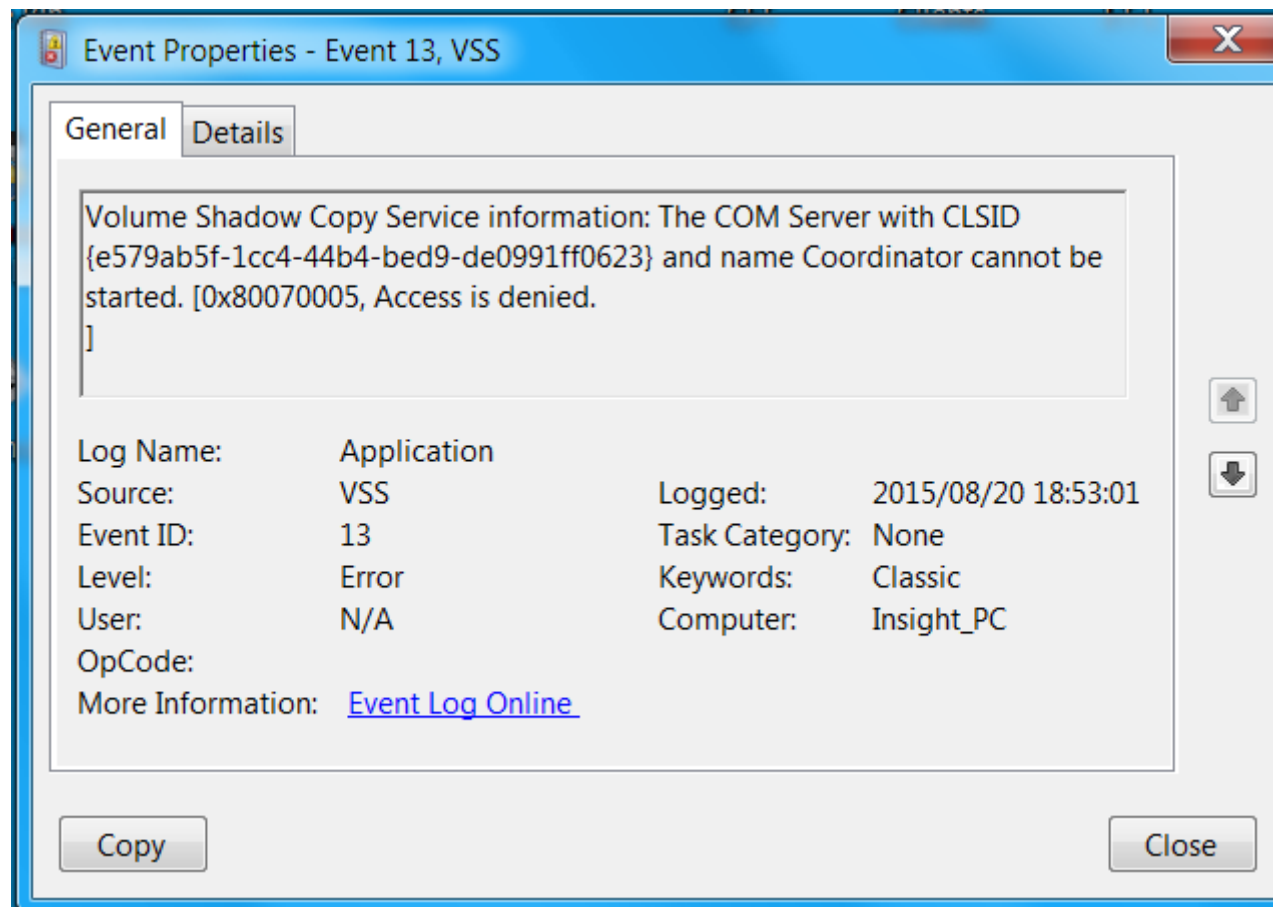 Event Properties - Event 13, VSS
General
Details
Volume Shadow Copy Service information: The COM Server with CLSID
{e579ab5f-1cc4-44b4-bed9-de0991ff0623} and name Coordinator cannot be
started. [0x80070005, Access is denied.
]
Log Name: Application
Source: VSS Logged: 2015/08/20 18:53:01
Event ID: 13 Task Category: None
Level: Error Keywords: Classic
User: N/A Computer: Insight_PC
OpCode:
More Information: Event Log Online
Copy
Close